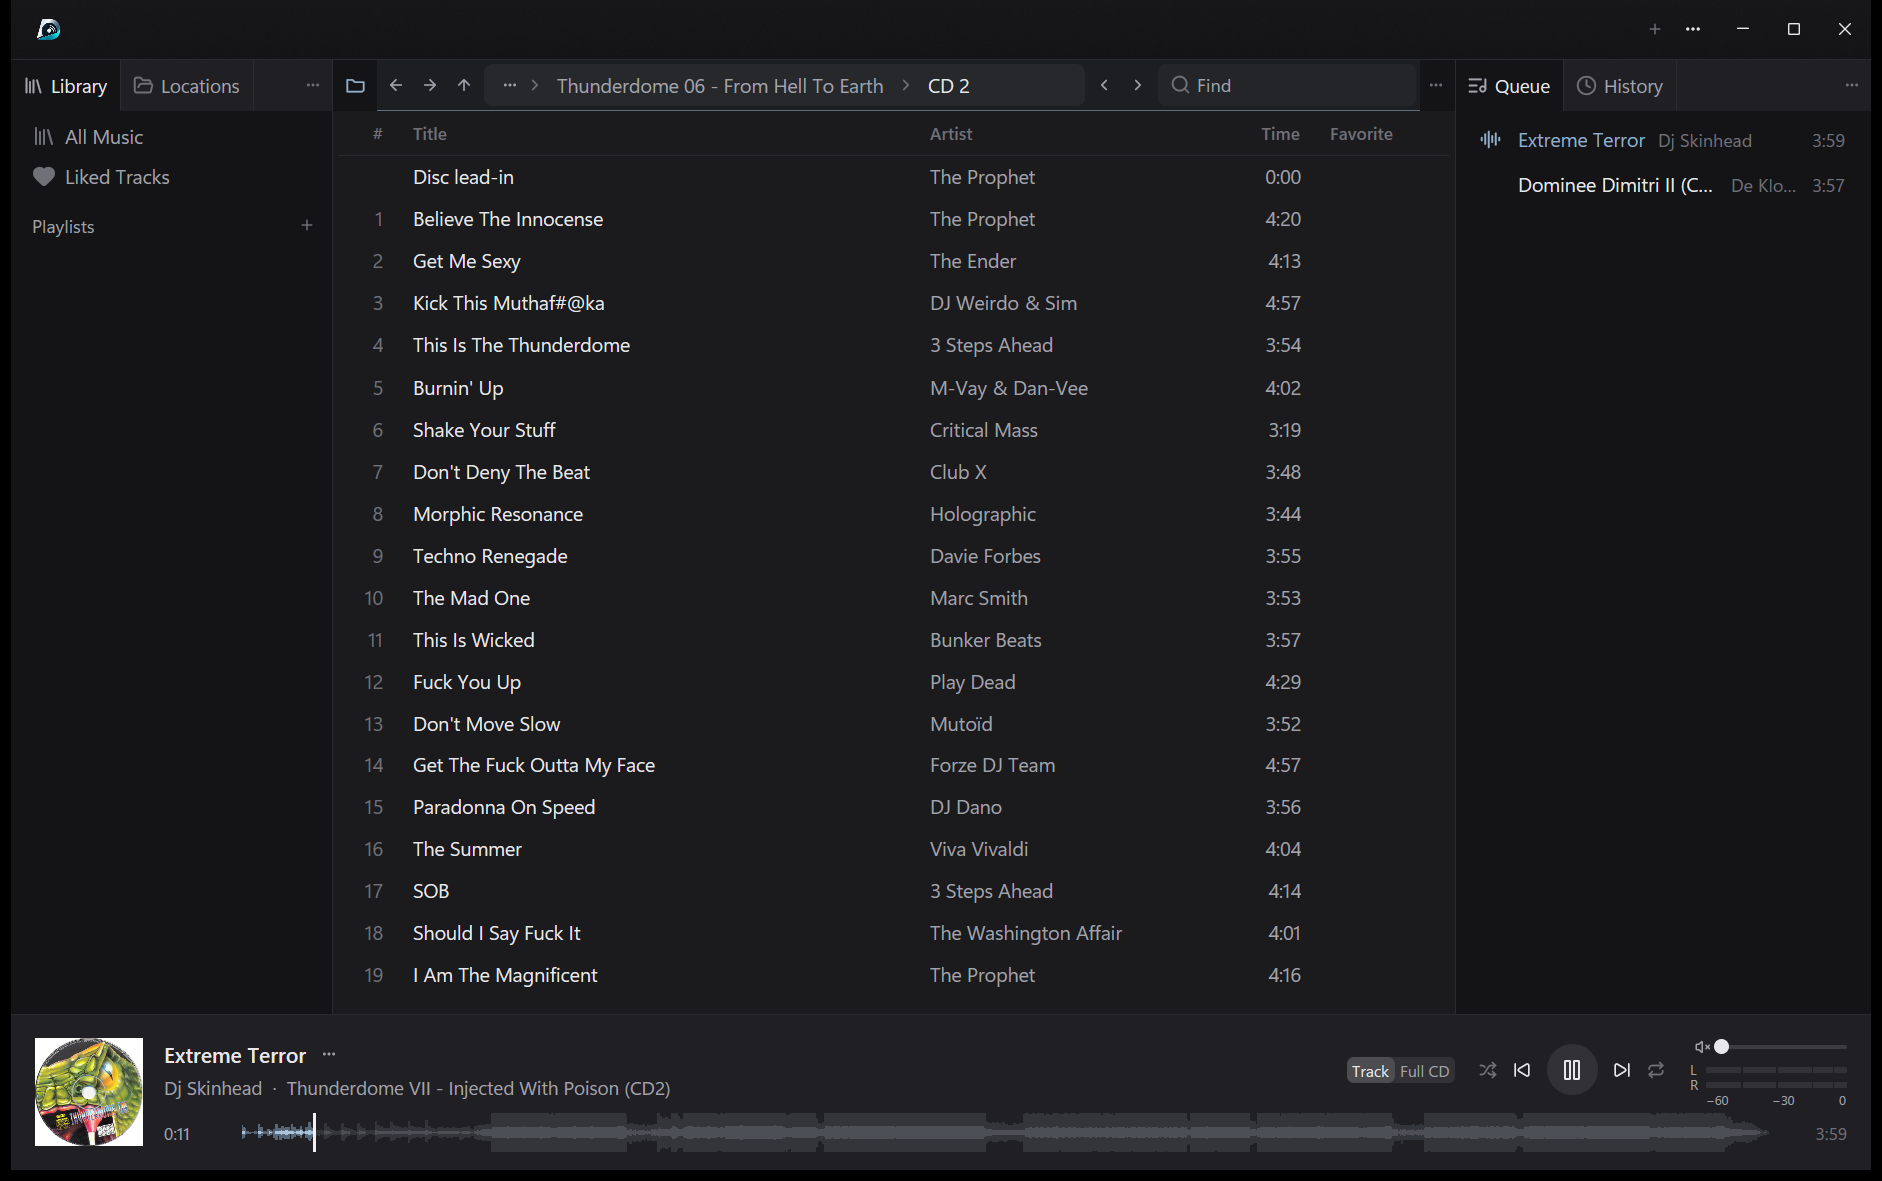 Library Locations ··· ··· Thunderdome 06 - From Hell To Earth CD 2 Find ··· Queue History ···
All Music
Liked Tracks
Playlists +
# Title Artist Time Favorite
Disc lead-in The Prophet 0:00
1 Believe The Innocense The Prophet 4:20
2 Get Me Sexy The Ender 4:13
3 Kick This Muthaf#@ka DJ Weirdo & Sim 4:57
4 This Is The Thunderdome 3 Steps Ahead 3:54
5 Burnin' Up M-Vay & Dan-Vee 4:02
6 Shake Your Stuff Critical Mass 3:19
7 Don't Deny The Beat Club X 3:48
8 Morphic Resonance Holographic 3:44
9 Techno Renegade Davie Forbes 3:55
10 The Mad One Marc Smith 3:53
11 This Is Wicked Bunker Beats 3:57
12 Fuck You Up Play Dead 4:29
13 Don't Move Slow Mutoïd 3:52
14 Get The Fuck Outta My Face Forze DJ Team 4:57
15 Paradonna On Speed DJ Dano 3:56
16 The Summer Viva Vivaldi 4:04
17 SOB 3 Steps Ahead 4:14
18 Should I Say Fuck It The Washington Affair 4:01
19 I Am The Magnificent The Prophet 4:16
Extreme Terror Dj Skinhead 3:59
Dominee Dimitri II (C... De Klo... 3:57
Extreme Terror ···
Dj Skinhead · Thunderdome VII - Injected With Poison (CD2)
0:11 3:59
Track Full CD
L
R
-60 -30 0